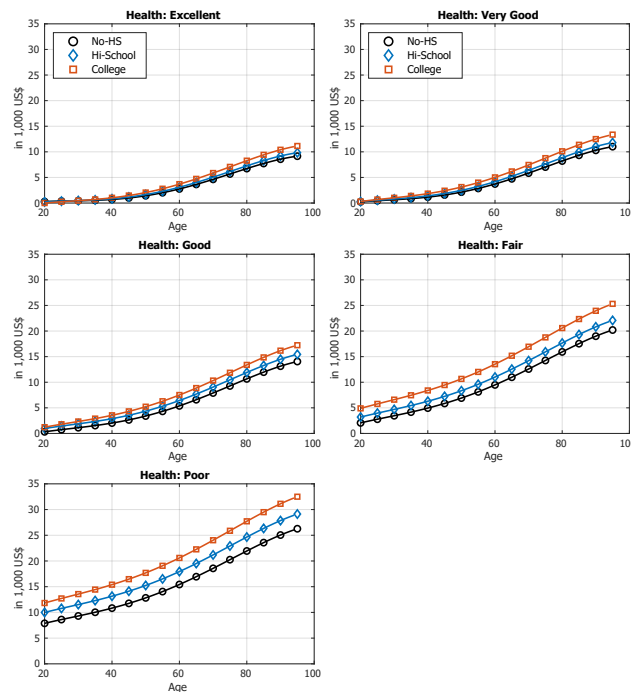 Health: Excellent
35
30
25
20
15
10
5
0
in 1,000 US$
No-HS
Hi-School
College
20 40 60 80 100
Age
Health: Very Good
35
30
25
20
15
10
5
0
in 1,000 US$
No-HS
Hi-School
College
20 40 60 80 100
Age
Health: Good
35
30
25
20
15
10
5
0
in 1,000 US$
20 40 60 80 100
Age
Health: Fair
35
30
25
20
15
10
5
0
in 1,000 US$
20 40 60 80 100
Age
Health: Poor
35
30
25
20
15
10
5
0
in 1,000 US$
20 40 60 80 100
Age